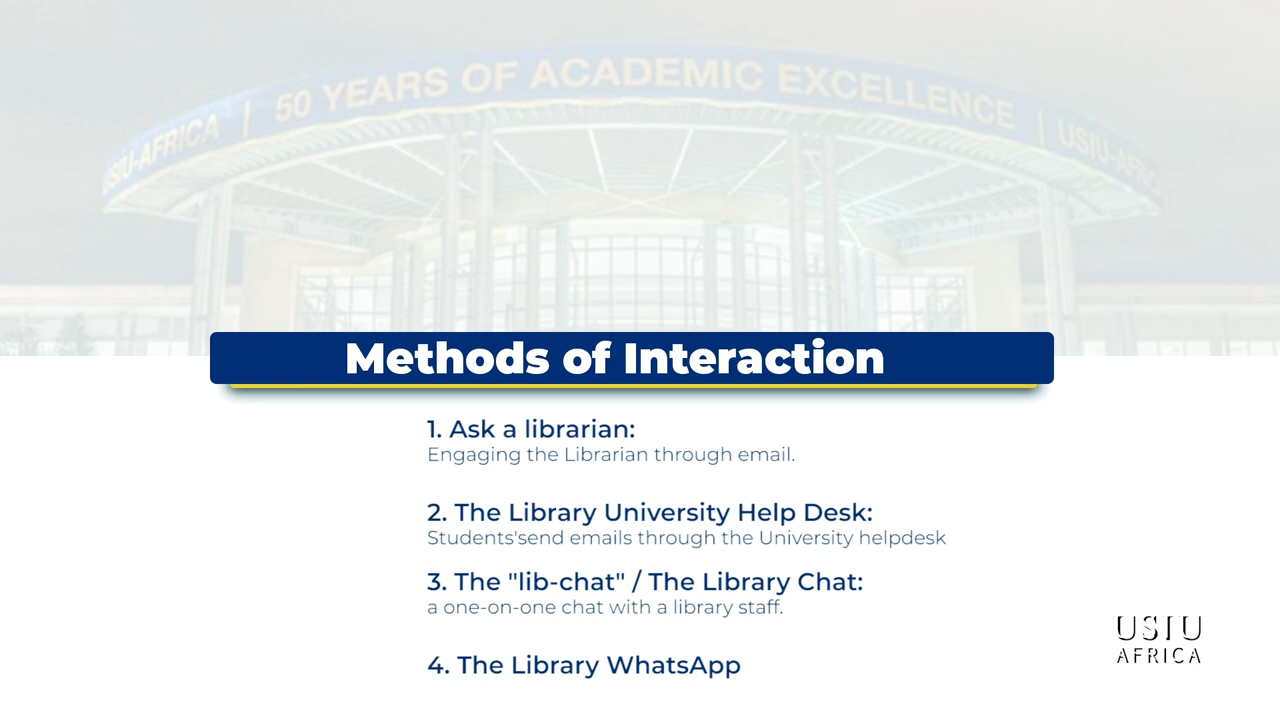 USIU-AFRICA | 50 YEARS OF ACADEMIC EXCELLENCE | USIU-AFRICA
Methods of Interaction
1. Ask a librarian:
Engaging the Librarian through email.
2. The Library University Help Desk:
Students'send emails through the University helpdesk
3. The "lib-chat" / The Library Chat:
a one-on-one chat with a library staff.
4. The Library WhatsApp
USIU
AFRICA